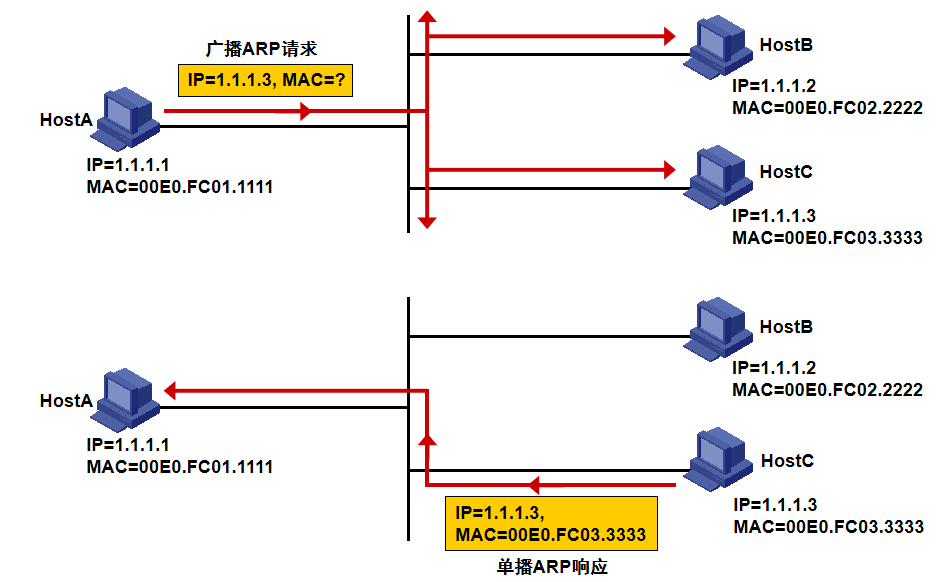 广播ARP请求
IP=1.1.1.3, MAC=?
HostA
IP=1.1.1.1
MAC=00E0.FC01.1111
HostB
IP=1.1.1.2
MAC=00E0.FC02.2222
HostC
IP=1.1.1.3
MAC=00E0.FC03.3333
HostA
IP=1.1.1.1
MAC=00E0.FC01.1111
HostB
IP=1.1.1.2
MAC=00E0.FC02.2222
HostC
IP=1.1.1.3
MAC=00E0.FC03.3333
IP=1.1.1.3,
MAC=00E0.FC03.3333
单播ARP响应